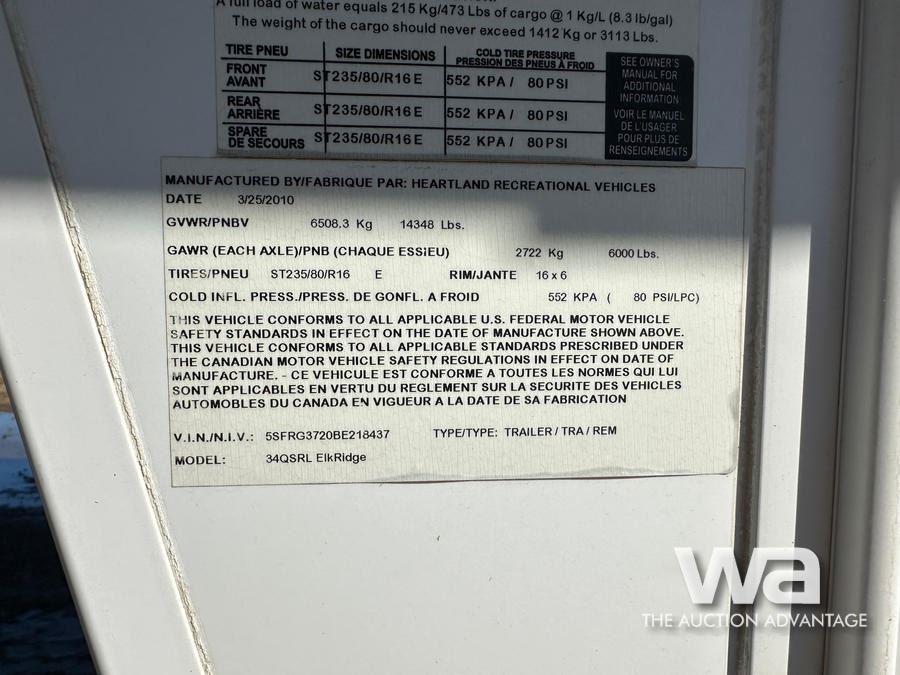 A full load of water equals 215 Kg/473 Lbs of cargo @ 1 Kg/L (8.3 lb/gal)
The weight of the cargo should never exceed 1412 Kg or 3113 Lbs.
TIRE PNEU SIZE DIMENSIONS COLD TIRE PRESSURE
PRESSION DES PNEUS À FROID
FRONT
AVANT ST235/80/R16 E 552 KPA / 80 PSI
REAR
ARRIÈRE ST235/80/R16 E 552 KPA / 80 PSI
SPARE
DE SECOURS ST235/80/R16 E 552 KPA / 80 PSI
SEE OWNER'S
MANUAL FOR
ADDITIONAL
INFORMATION
VOIR LE MANUEL
DE L'USAGER
POUR PLUS DE
RENSEIGNEMENTS
MANUFACTURED BY/FABRIQUE PAR: HEARTLAND RECREATIONAL VEHICLES
DATE 3/25/2010
GVWR/PNBV 6508.3 Kg 14348 Lbs.
GAWR (EACH AXLE)/PNB (CHAQUE ESSIEU) 2722 Kg 6000 Lbs.
TIRES/PNEU ST235/80/R16 E RIM/JANTE 16 x 6
COLD INFL. PRESS./PRESS. DE GONFL. A FROID 552 KPA ( 80 PSI/LPC)
THIS VEHICLE CONFORMS TO ALL APPLICABLE U.S. FEDERAL MOTOR VEHICLE
SAFETY STANDARDS IN EFFECT ON THE DATE OF MANUFACTURE SHOWN ABOVE.
THIS VEHICLE CONFORMS TO ALL APPLICABLE STANDARDS PRESCRIBED UNDER
THE CANADIAN MOTOR VEHICLE SAFETY REGULATIONS IN EFFECT ON DATE OF
MANUFACTURE. - CE VEHICULE EST CONFORME A TOUTES LES NORMES QUI LUI
SONT APPLICABLES EN VERTU DU REGLEMENT SUR LA SECURITE DES VEHICLES
AUTOMOBLES DU CANADA EN VIGUEUR A LA DATE DE SA FABRICATION
V.I.N./N.I.V.: 5SFRG3720BE218437 TYPE/TYPE: TRAILER / TRA / REM
MODEL: 34QSRL ElkRidge
wa
THE AUCTION ADVANTAGE